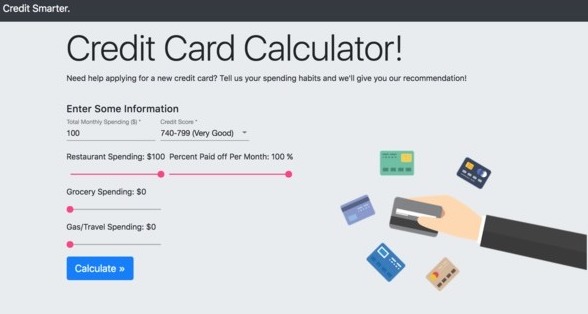 Credit Smarter.
Credit Card Calculator!
Need help applying for a new credit card? Tell us your spending habits and we'll give you our recommendation!
Enter Some Information
Total Monthly Spending ($) * Credit Score *
100 740-799 (Very Good)
Restaurant Spending: $100 Percent Paid off Per Month: 100 %
Grocery Spending: $0
Gas/Travel Spending: $0
Calculate »